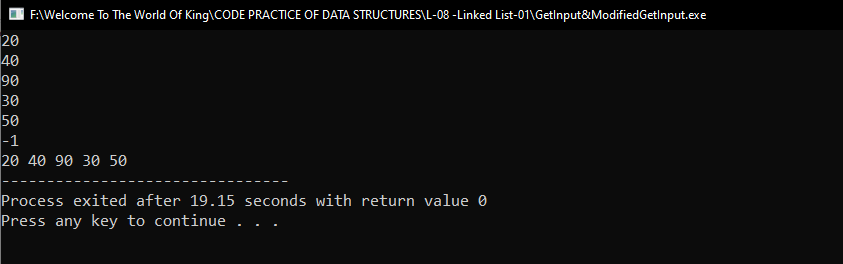 F:\Welcome To The World Of King\CODE PRACTICE OF DATA STRUCTURES\L-08 -Linked List-01\GetInput&ModifiedGetInput.exe
20
40
90
30
50
-1
20 40 90 30 50
--------------------------------
Process exited after 19.15 seconds with return value 0
Press any key to continue . . .